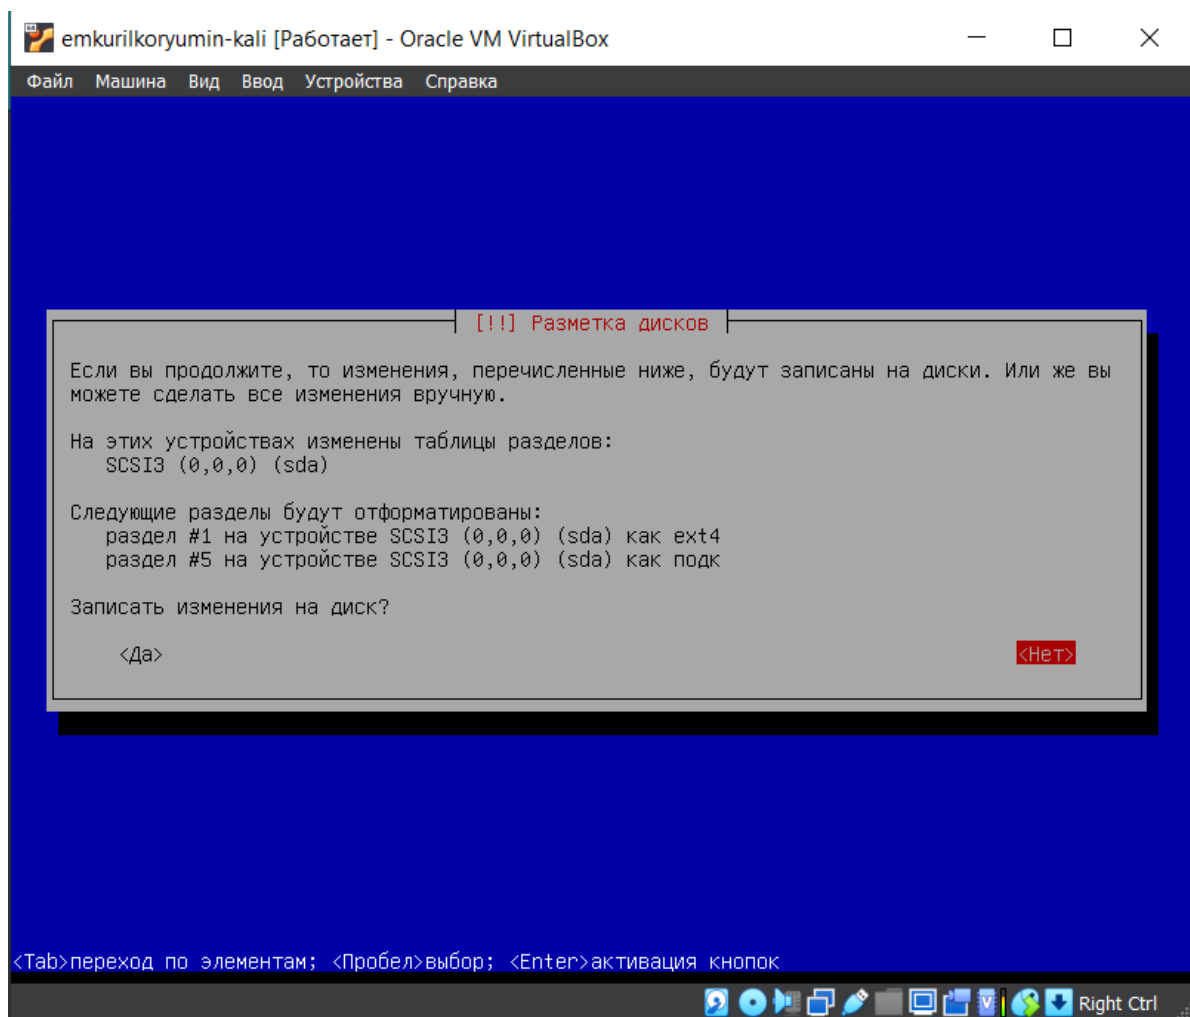 emkurilkoryumin-kali [Работает] - Oracle VM VirtualBox
Файл Машина Вид Ввод Устройства Справка
[!!] Разметка дисков
Если вы продолжите, то изменения, перечисленные ниже, будут записаны на диски. Или же вы
можете сделать все изменения вручную.
На этих устройствах изменены таблицы разделов:
SCSI3 (0,0,0) (sda)
Следующие разделы будут отформатированы:
раздел #1 на устройстве SCSI3 (0,0,0) (sda) как ext4
раздел #5 на устройстве SCSI3 (0,0,0) (sda) как подк
Записать изменения на диск?
<Да> <Нет>
<Tab>переход по элементам; <Пробел>выбор; <Enter>активация кнопок
Right Ctrl